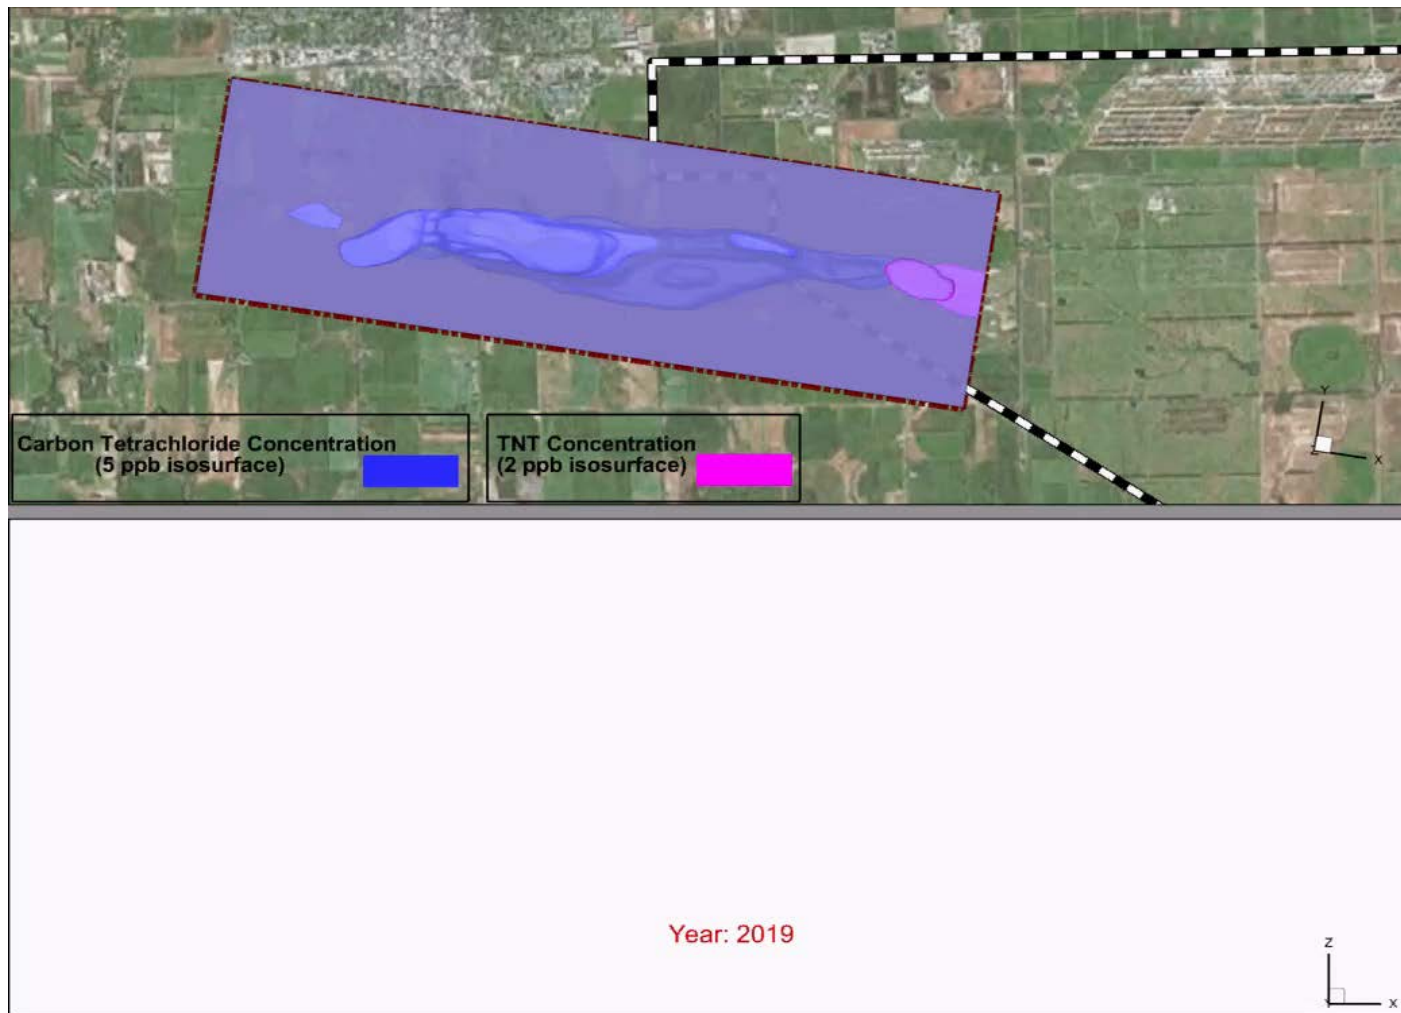 Carbon Tetrachloride Concentration
(5 ppb isosurface)
TNT Concentration
(2 ppb isosurface)
Y
Z
X
Year: 2019
Z
Y
X